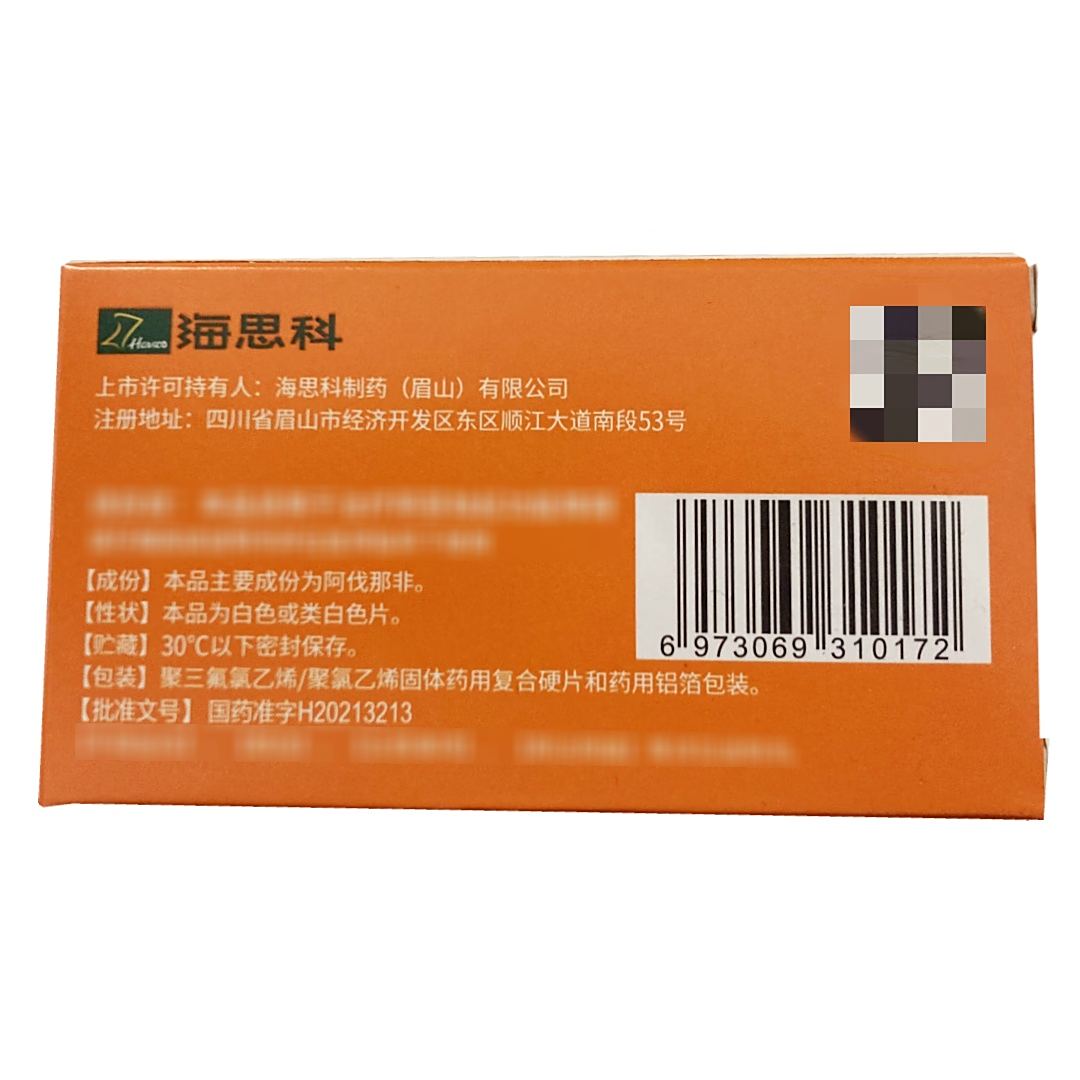 Haisco 海思科
上市许可持有人：海思科制药（眉山）有限公司
注册地址：四川省眉山市经济开发区东区顺江大道南段53号
【成份】本品主要成份为阿伐那非。
【性状】本品为白色或类白色片。
【贮藏】30℃以下密封保存。
【包装】聚三氟氯乙烯/聚氯乙烯固体药用复合硬片和药用铝箔包装。
【批准文号】国药准字H20213213
6 973069 310172